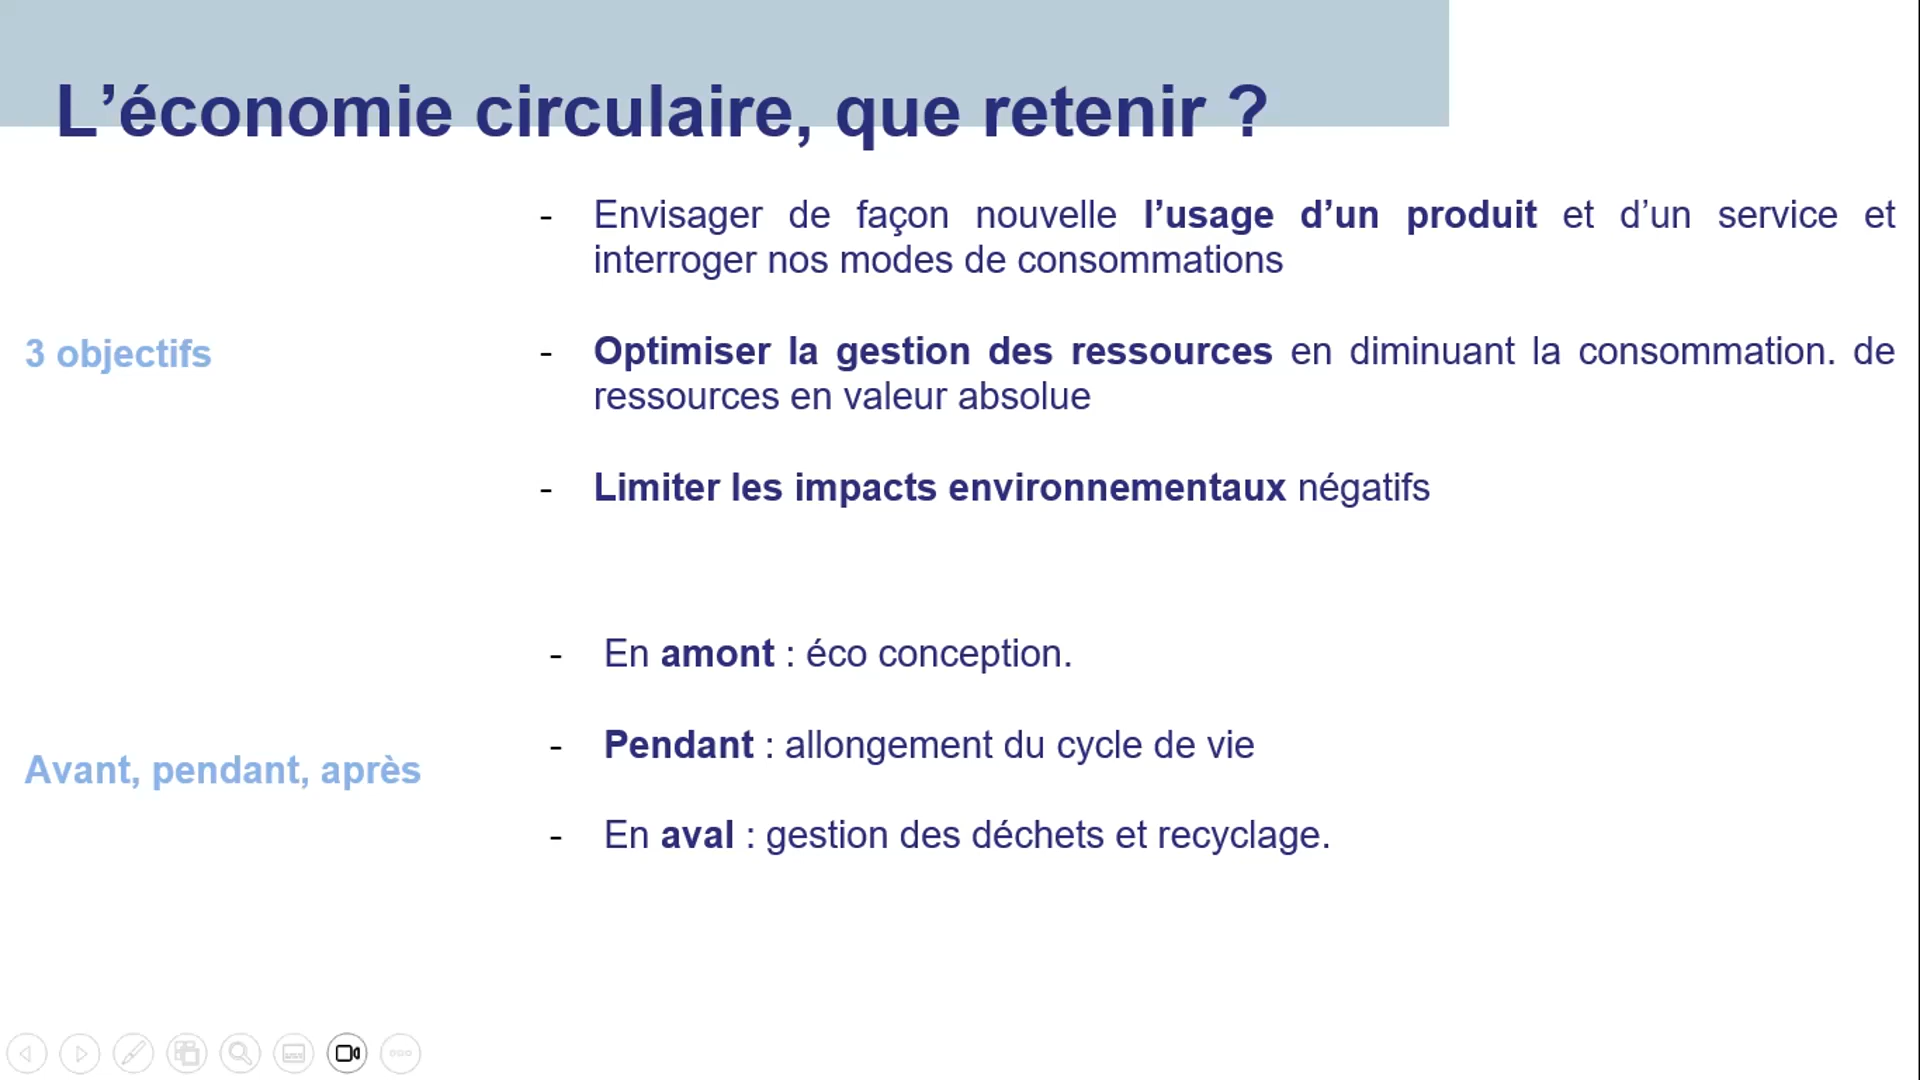 L’économie circulaire, que retenir ?
- Envisager de façon nouvelle l’usage d’un produit et d’un service et
interroger nos modes de consommations
3 objectifs
- Optimiser la gestion des ressources en diminuant la consommation. de
ressources en valeur absolue
- Limiter les impacts environnementaux négatifs
- En amont : éco conception.
- Pendant : allongement du cycle de vie
Avant, pendant, après
- En aval : gestion des déchets et recyclage.